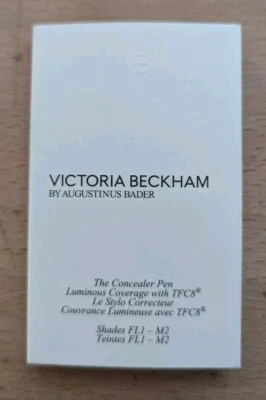 VICTORIA BECKHAM
BY AUGUSTINUS BADER
The Concealer Pen
Luminous Coverage with TFC8®
Le Stylo Correcteur
Couvrance Lumineuse avec TFC8®
Shades FL1 – M2
Teintes FL1 – M2